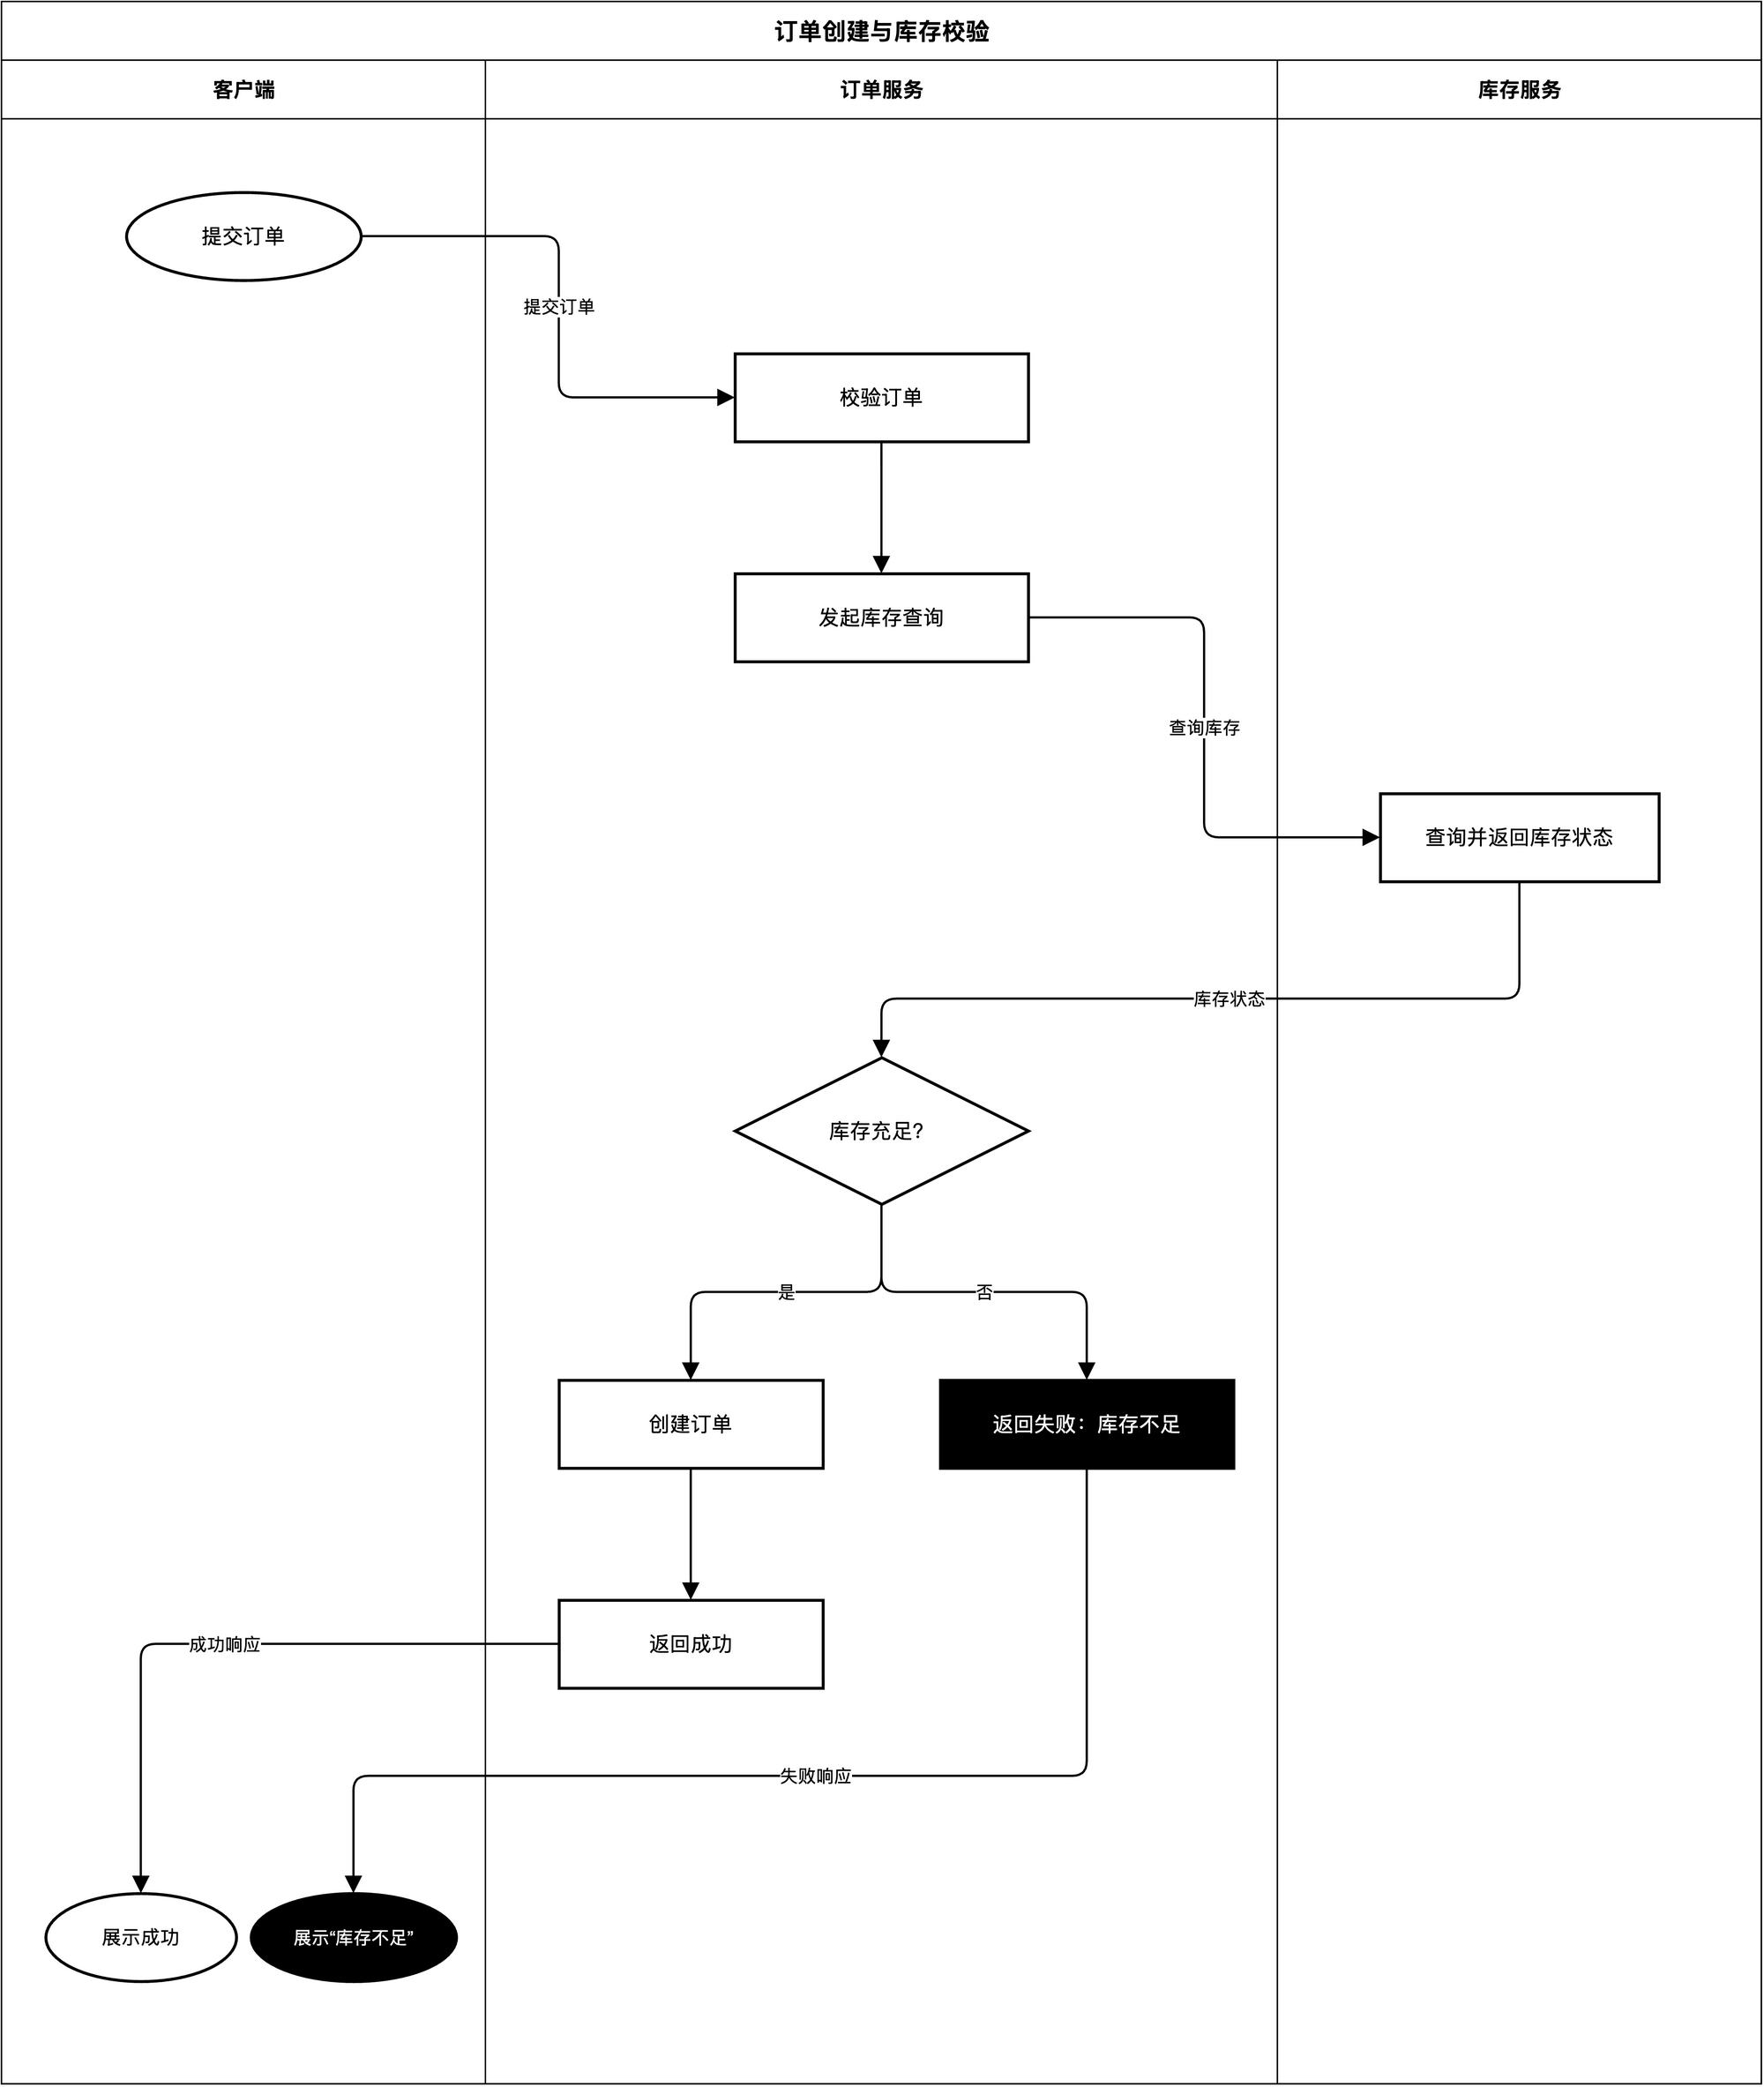 订单创建与库存校验
客户端
订单服务
库存服务
提交订单
提交订单
校验订单
发起库存查询
查询库存
查询并返回库存状态
库存状态
库存充足?
是
否
创建订单
返回失败：库存不足
返回成功
成功响应
失败响应
展示成功
展示“库存不足”